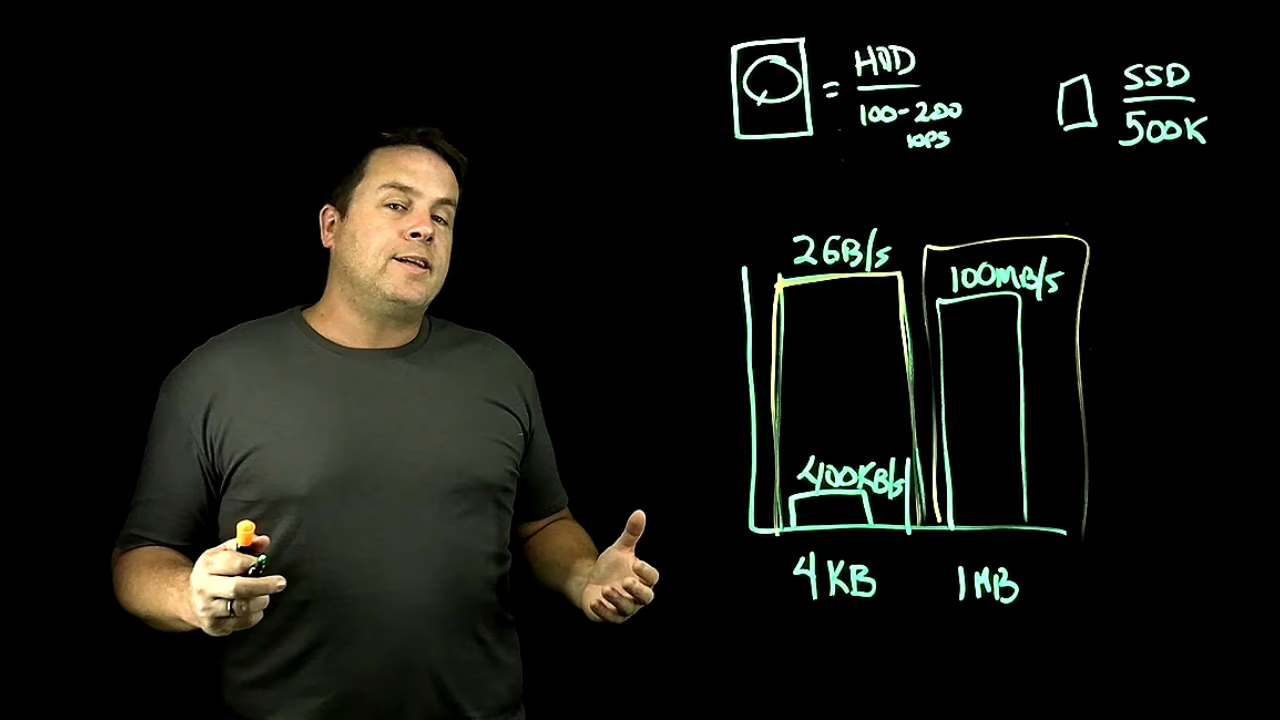 HDD
100-200
IOPS
SSD
500K
2GB/s
100MB/s
400KB/s
4KB
1MB